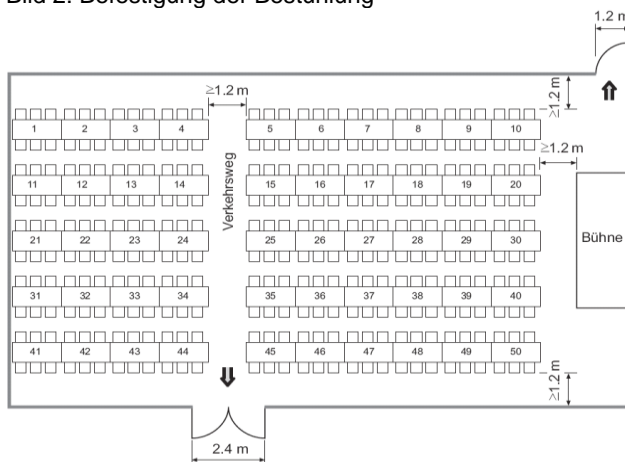 Bild 2: Befestigung der Bestuhlung
1.2 m
≥1.2 m
≥1.2 m
1 2 3 4 5 6 7 8 9 10
≥1.2 m
11 12 13 14 15 16 17 18 19 20
Verkehrsweg
21 22 23 24 25 26 27 28 29 30
Bühne
31 32 33 34 35 36 37 38 39 40
41 42 43 44 45 46 47 48 49 50
≥1.2 m
2.4 m